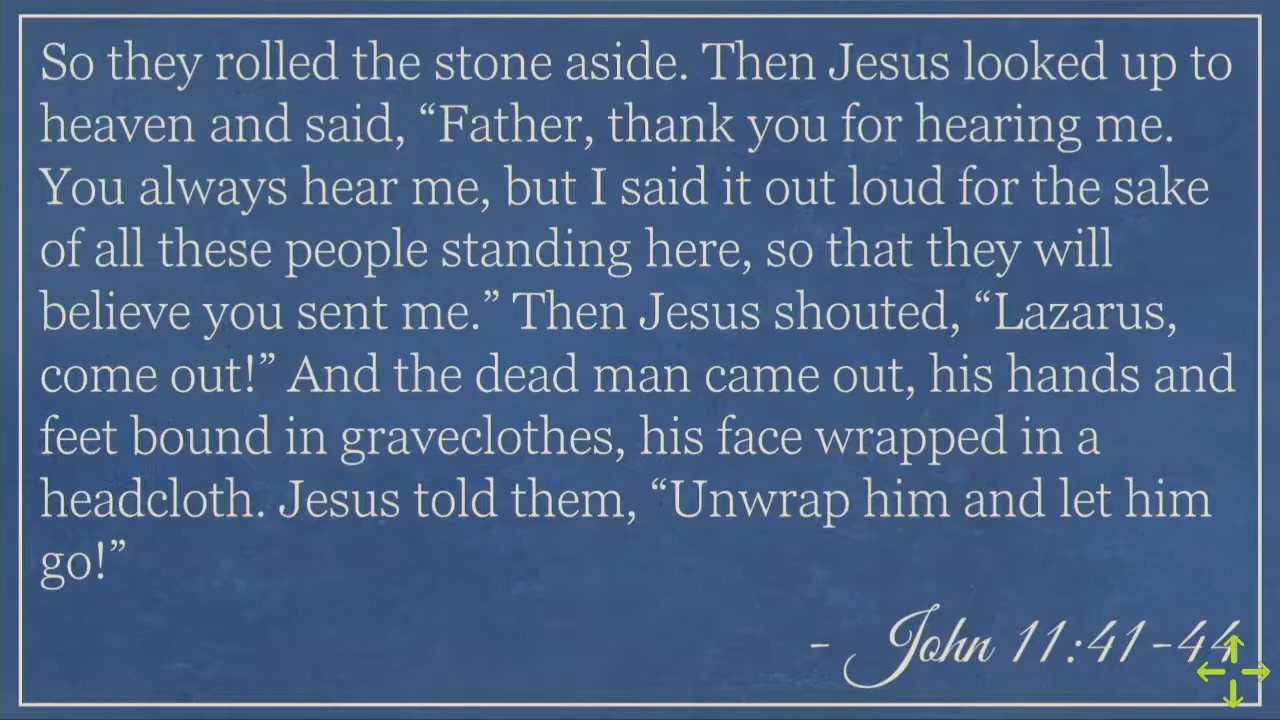 So they rolled the stone aside. Then Jesus looked up to
heaven and said, “Father, thank you for hearing me.
You always hear me, but I said it out loud for the sake
of all these people standing here, so that they will
believe you sent me.” Then Jesus shouted, “Lazarus,
come out!” And the dead man came out, his hands and
feet bound in graveclothes, his face wrapped in a
headcloth. Jesus told them, “Unwrap him and let him
go!”
- John 11:41-44